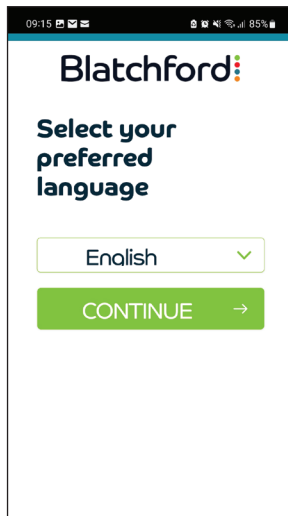 09:15 85%
Blatchford
Select your
preferred
language
English
CONTINUE